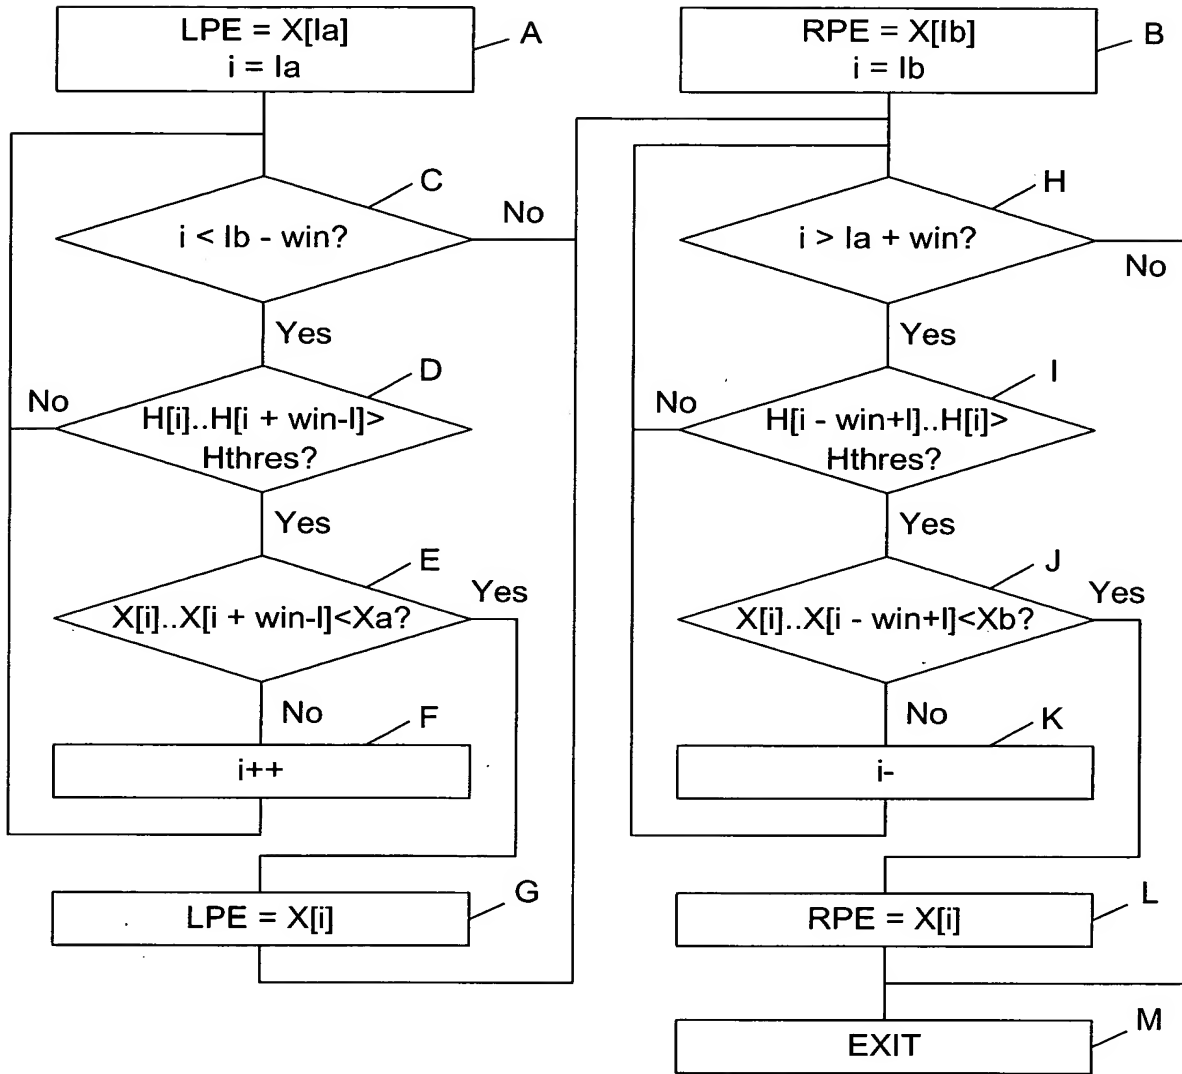 LPE = X[Ia]
i = Ia
A
i < Ib - win?
C
No
Yes
H[i]..H[i + win-I]>
Hthres?
D
No
Yes
X[i]..X[i + win-I]<Xa?
E
Yes
No
i++
F
LPE = X[i]
G
RPE = X[Ib]
i = Ib
B
i > Ia + win?
H
No
Yes
H[i - win+I]..H[i]>
Hthres?
I
No
Yes
X[i]..X[i - win+I]<Xb?
J
Yes
No
i-
K
RPE = X[i]
L
EXIT
M